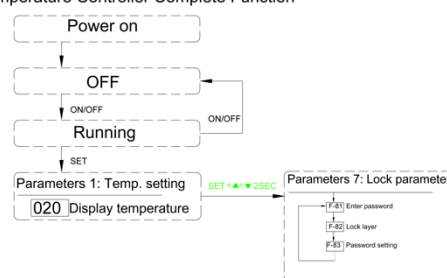 mperature Controller Complete Function
Power on
OFF
ON/OFF
ON/OFF
Running
SET
Parameters 1: Temp. setting
020 Display temperature
SET+▲+▼ 2SEC
Parameters 7: Lock paramete
F-81 Enter password
F-82 Lock layer
F-83 Password setting